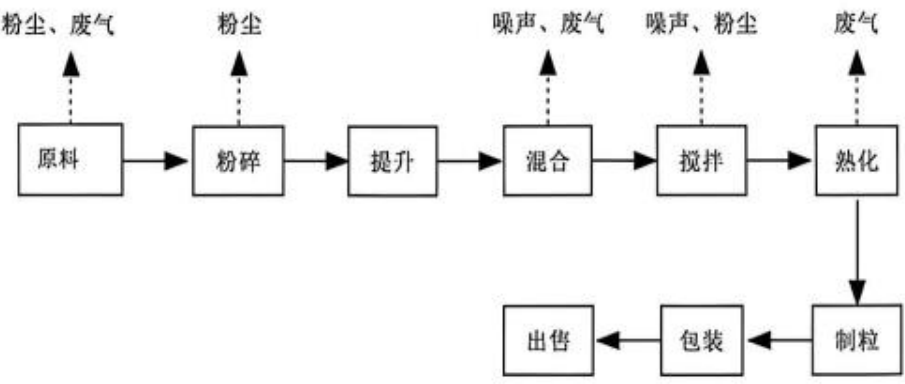 粉尘、废气 粉尘 噪声、废气 噪声、粉尘 废气
原料 粉碎 提升 混合 搅拌 熟化
出售 包装 制粒